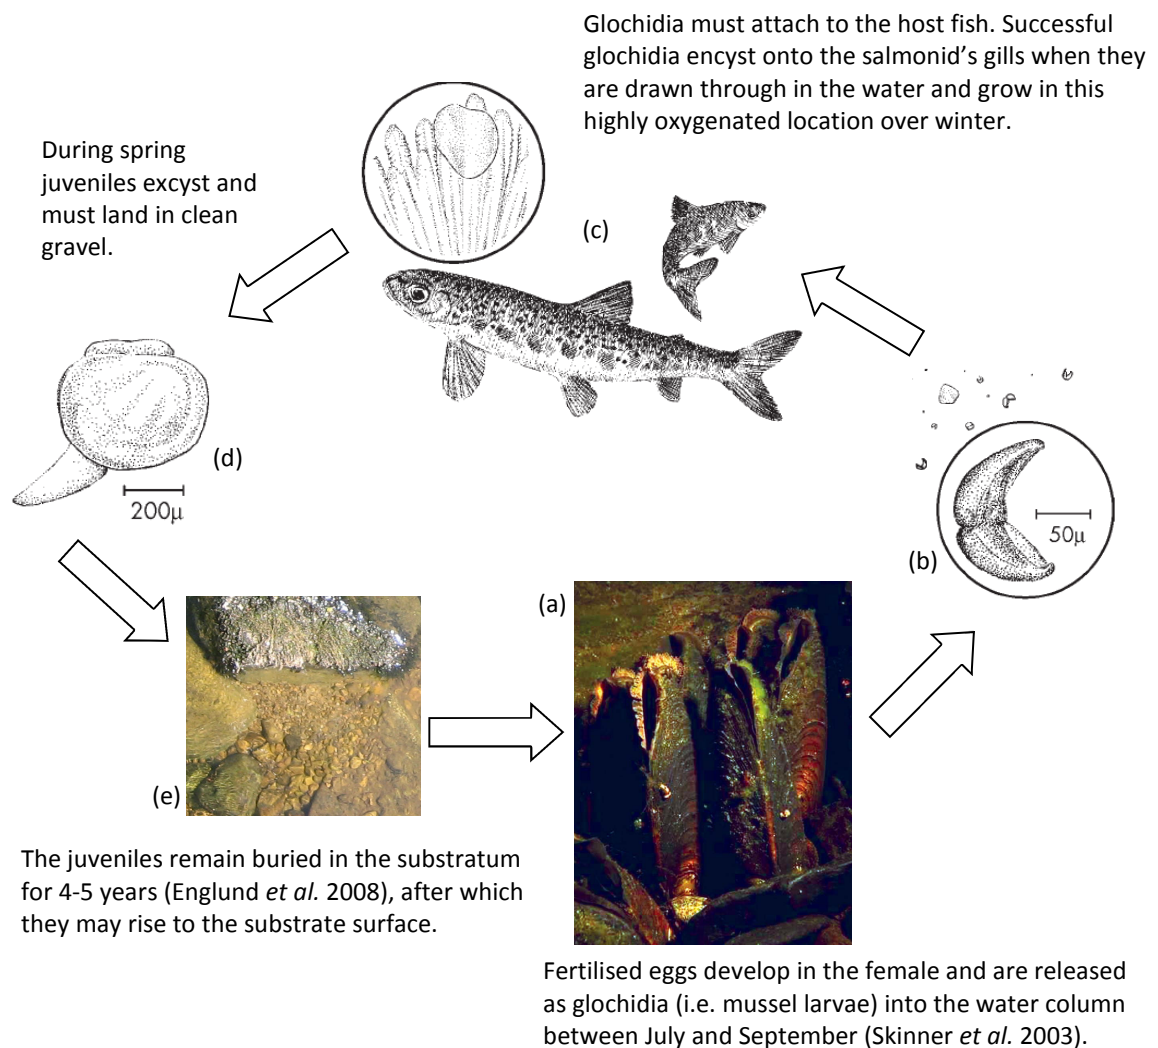 Glochidia must attach to the host fish. Successful
glochidia encyst onto the salmonid's gills when they
are drawn through in the water and grow in this
highly oxygenated location over winter.
During spring
juveniles excyst and
must land in clean
gravel.
(c)
(d)
200µ
50µ
(b)
(a)
(e)
The juveniles remain buried in the substratum
for 4-5 years (Englund et al. 2008), after which
they may rise to the substrate surface.
Fertilised eggs develop in the female and are released
as glochidia (i.e. mussel larvae) into the water column
between July and September (Skinner et al. 2003).